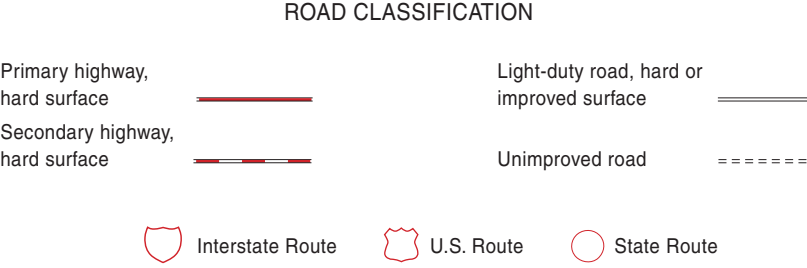 ROAD CLASSIFICATION
Primary highway,
hard surface
Light-duty road, hard or
improved surface
Secondary highway,
hard surface
Unimproved road
Interstate Route
U.S. Route
State Route